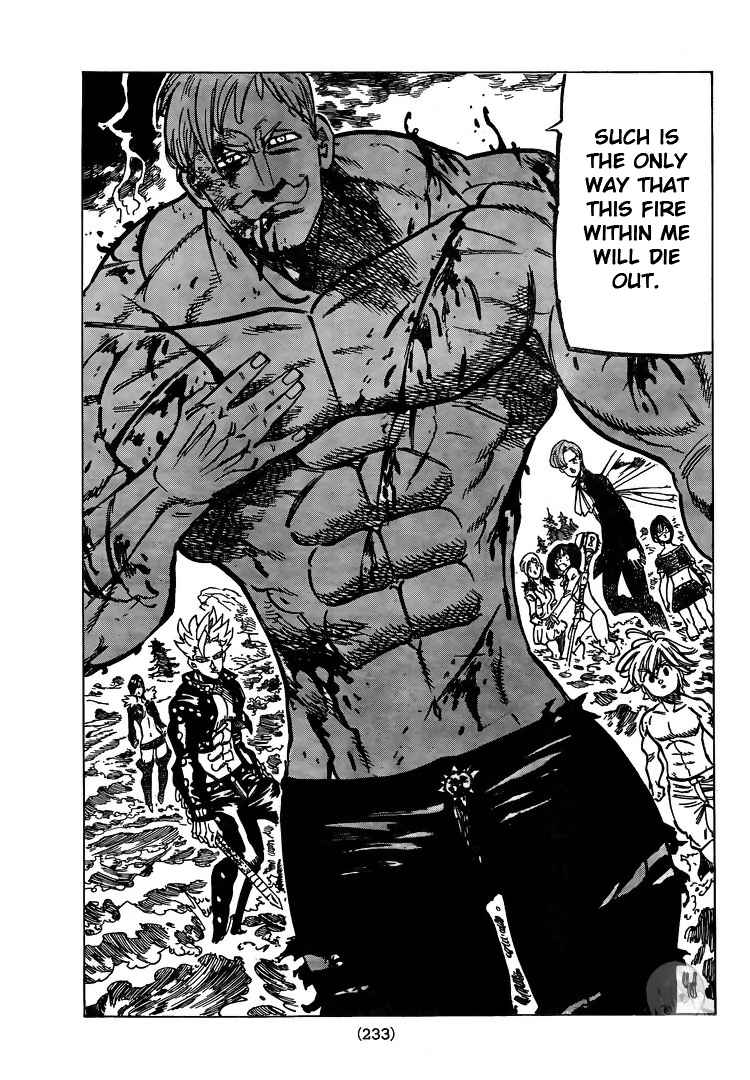 SUCH IS
THE ONLY
WAY THAT
THIS FIRE
WITHIN ME
WILL DIE
OUT.
(233)